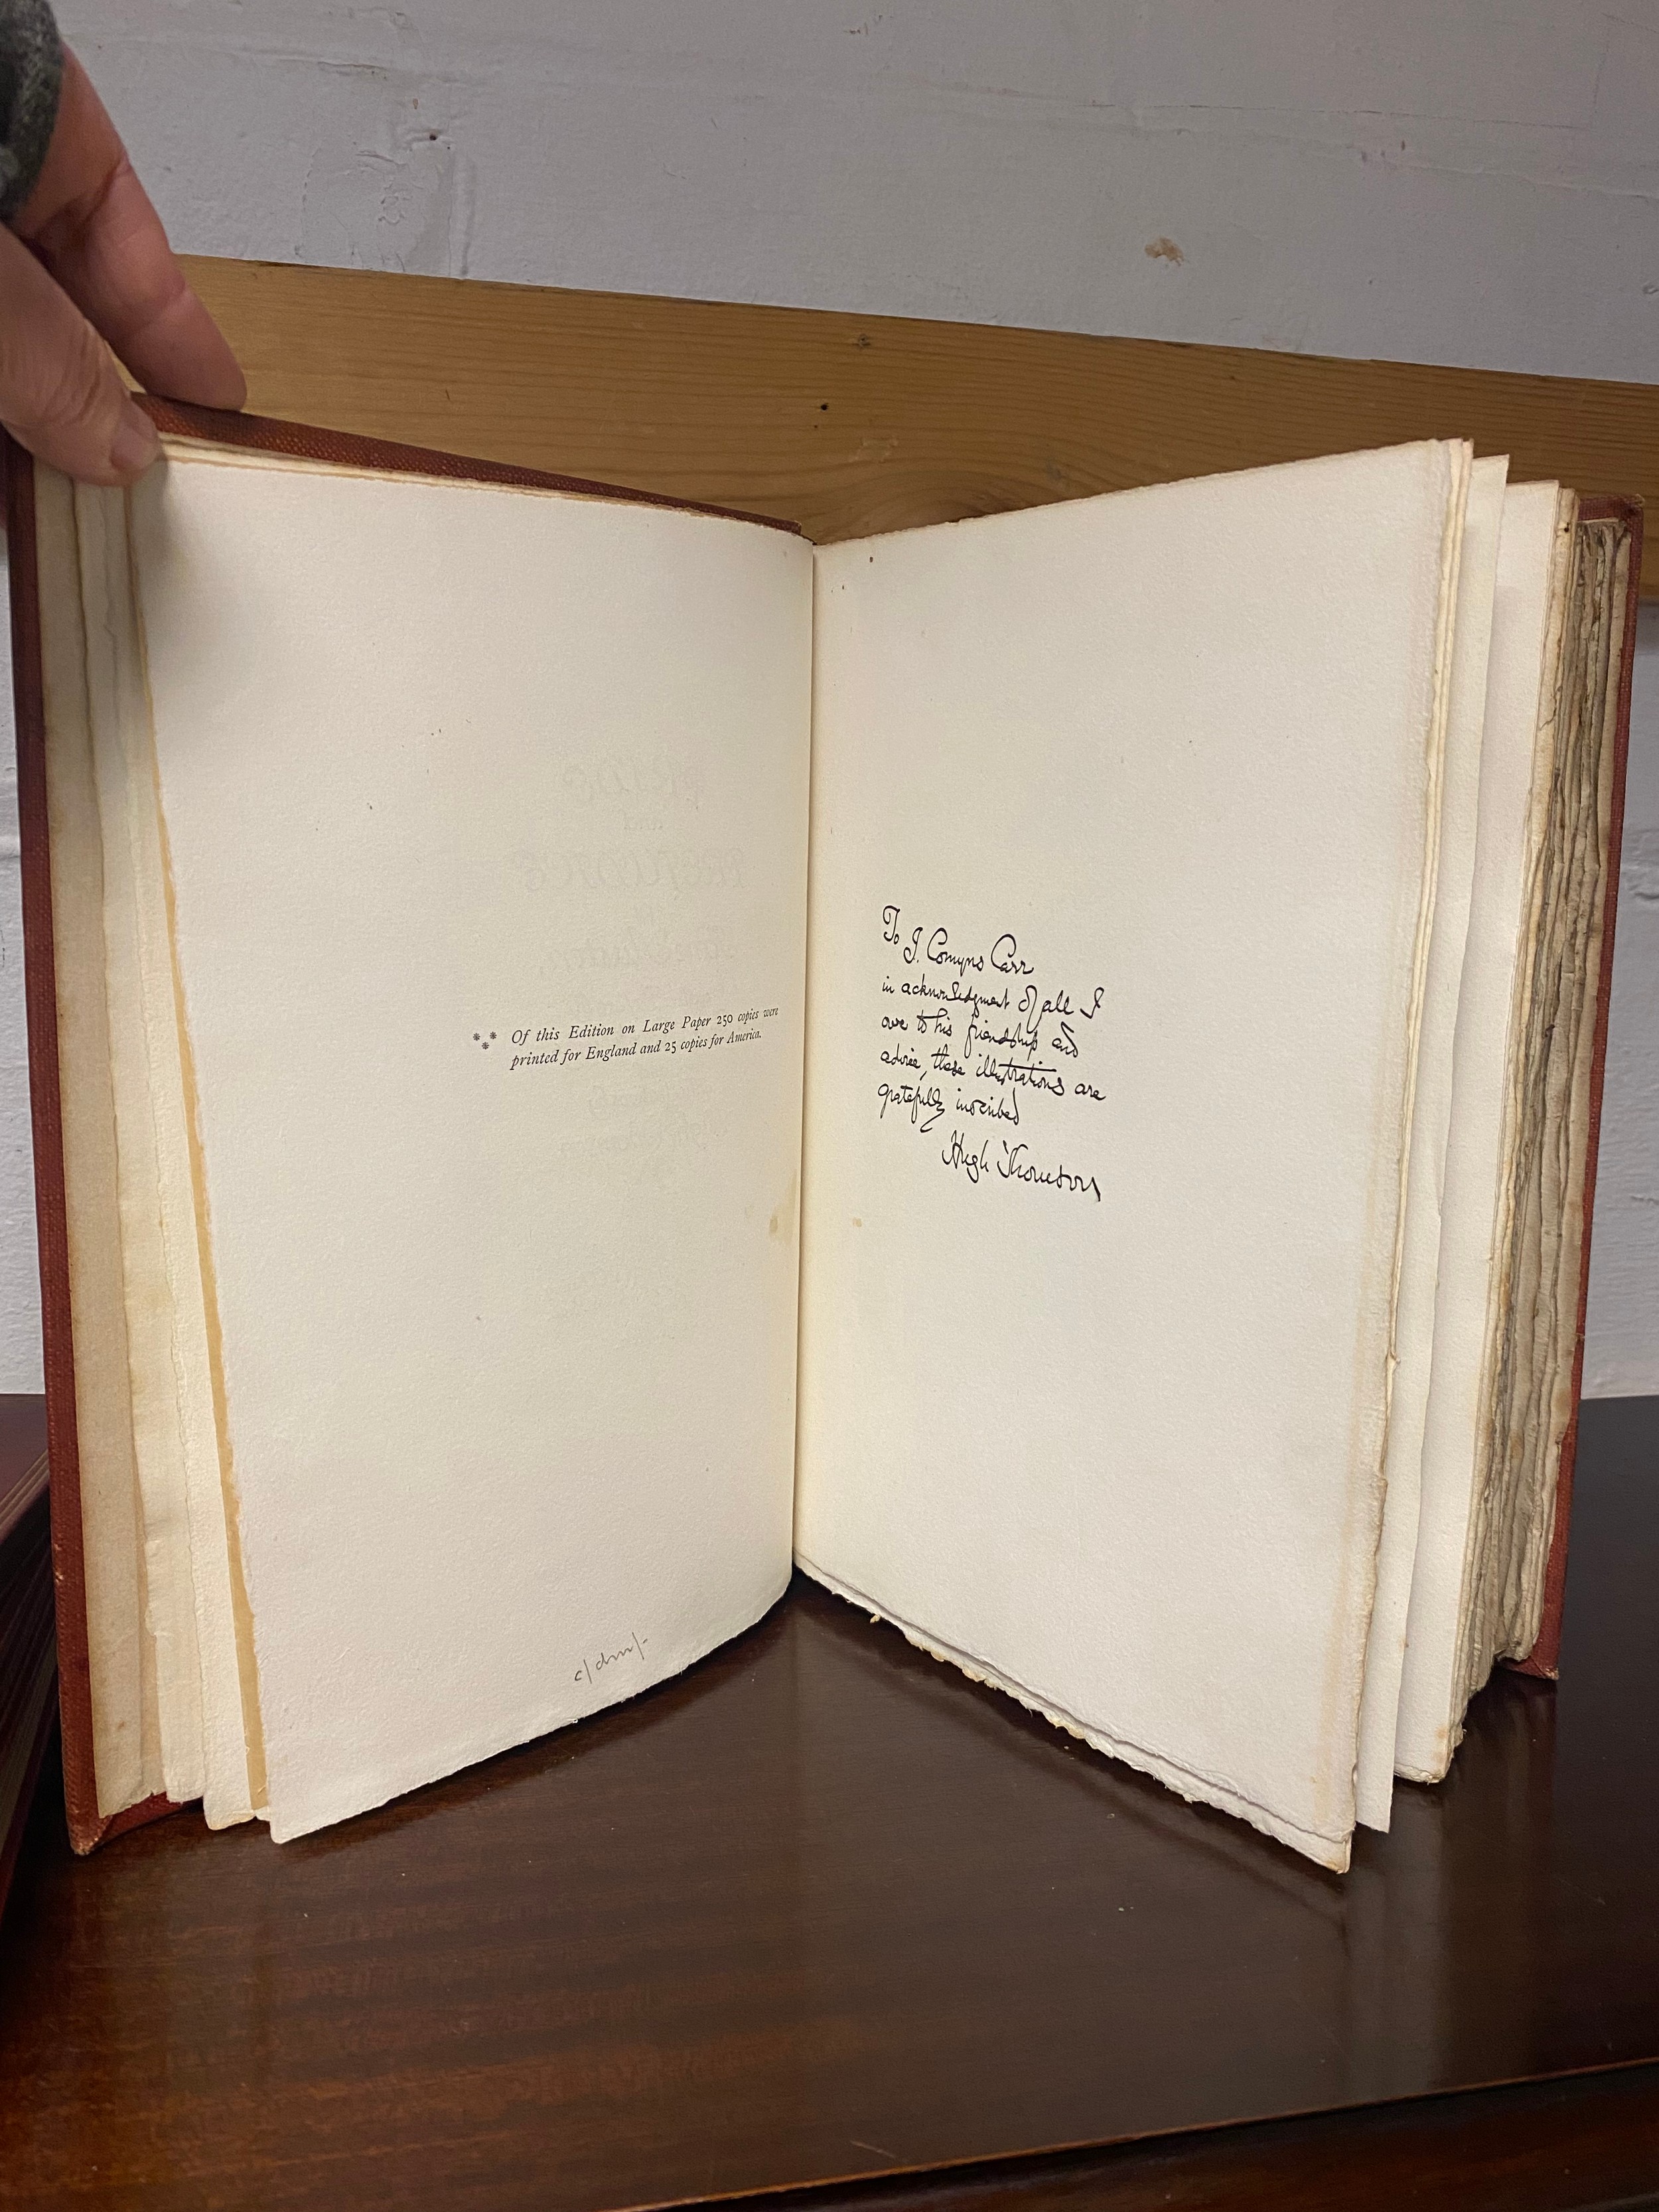 ⁂ Of this Edition on Large Paper 250 copies were
printed for England and 25 copies for America.
To J. Comyns Carr
in acknowledgment of all I
owe to his friendship and
advice, these illustrations are
gratefully inscribed
Hugh Thomson